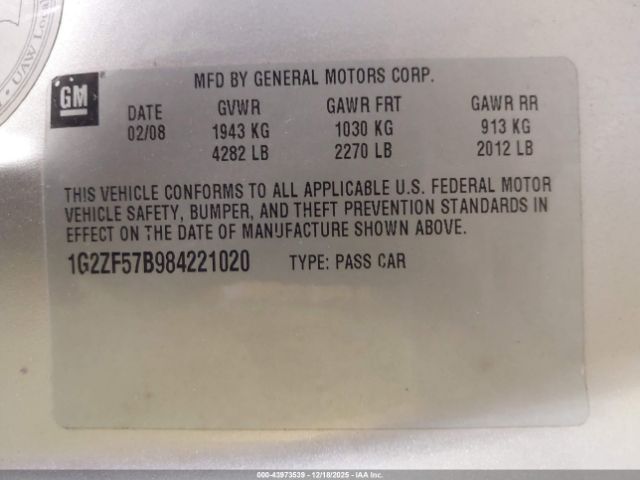 UAW Local
GM
MFD BY GENERAL MOTORS CORP.
DATE GVWR GAWR FRT GAWR RR
02/08 1943 KG 1030 KG 913 KG
4282 LB 2270 LB 2012 LB
THIS VEHICLE CONFORMS TO ALL APPLICABLE U.S. FEDERAL MOTOR
VEHICLE SAFETY, BUMPER, AND THEFT PREVENTION STANDARDS IN
EFFECT ON THE DATE OF MANUFACTURE SHOWN ABOVE.
1G2ZF57B984221020 TYPE: PASS CAR
000-43973539 - 12/18/2025 - IAA Inc.